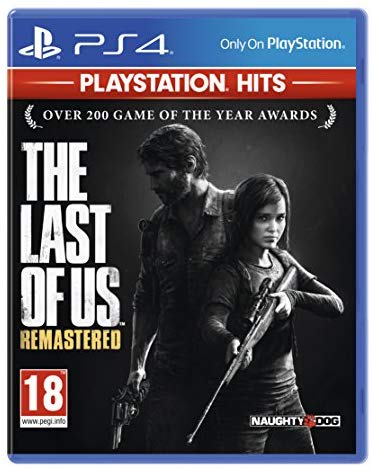 PS4
Only On PlayStation®
PLAYSTATION® HITS
OVER 200 GAME OF THE YEAR AWARDS
THE
LAST
OF US™
REMASTERED
18
www.pegi.info
NAUGHTY DOG